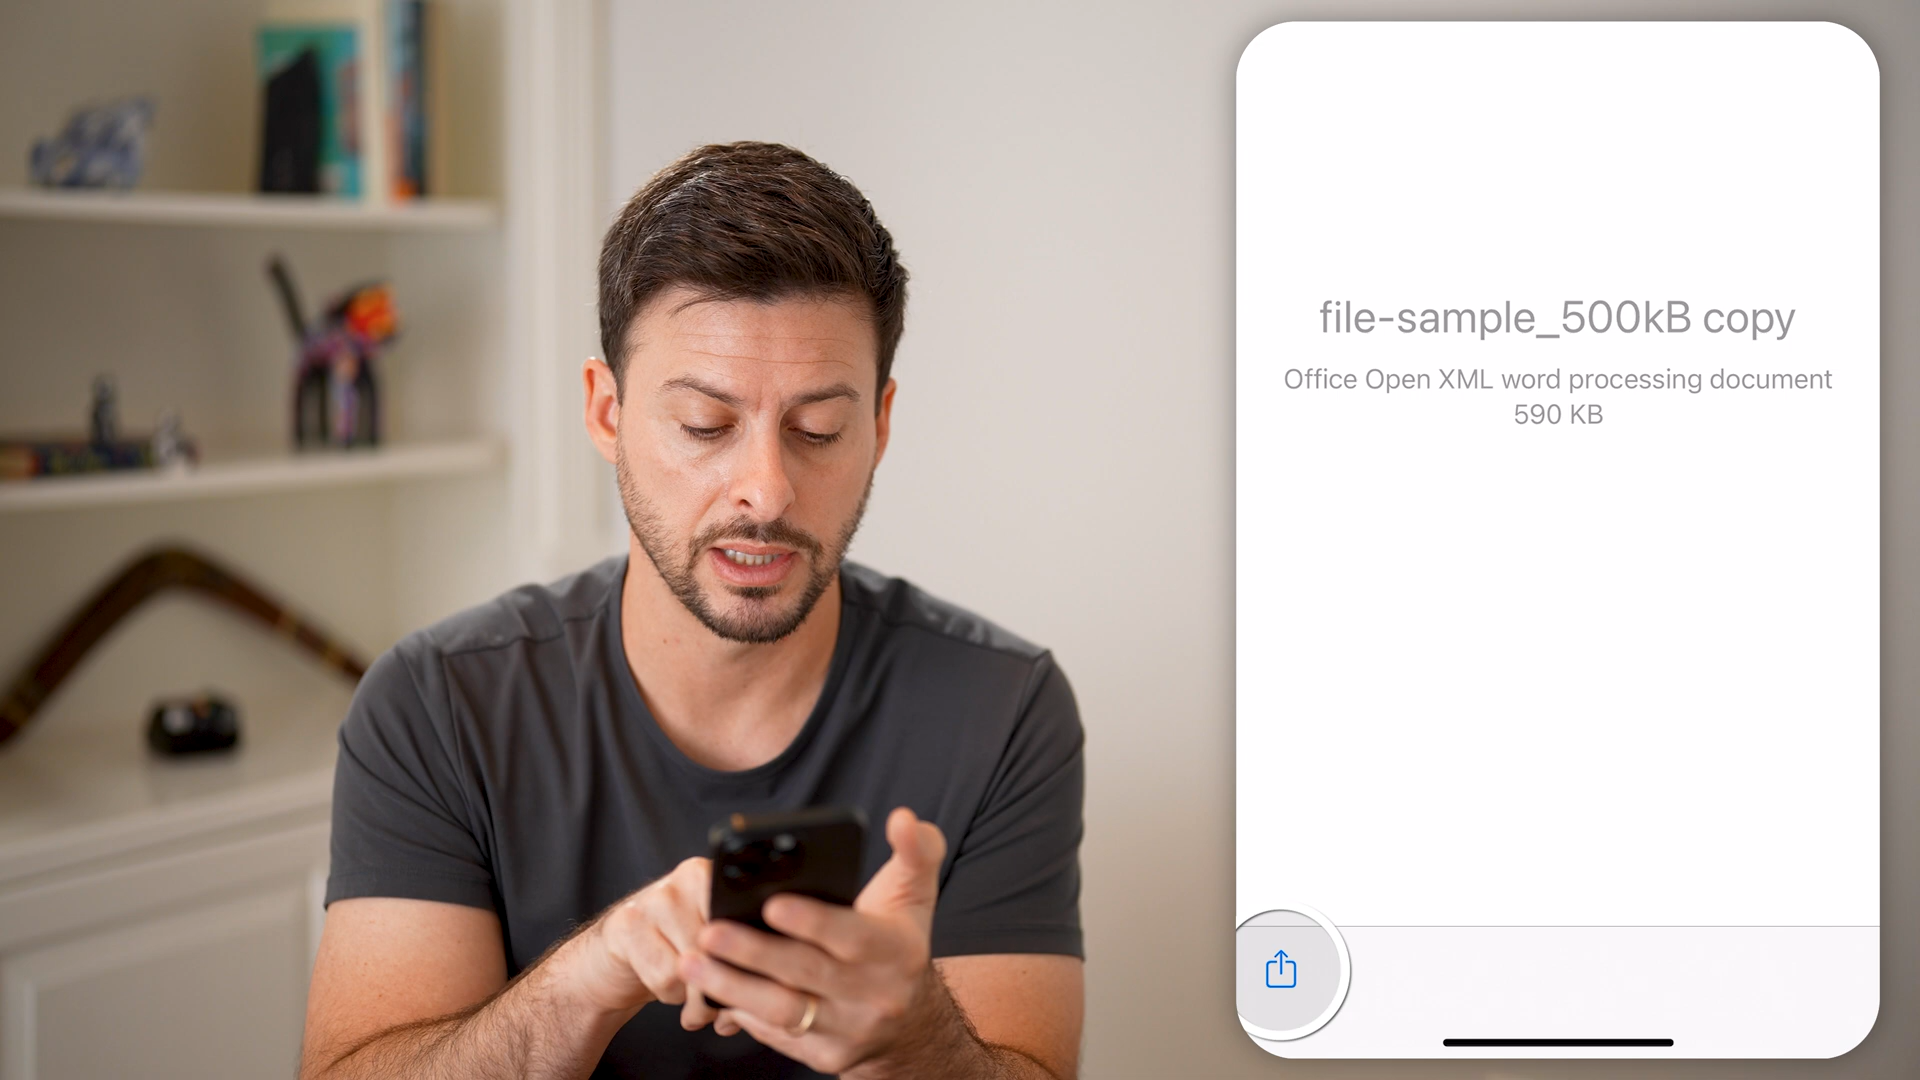 file-sample_500kB copy
Office Open XML word processing document
590 KB